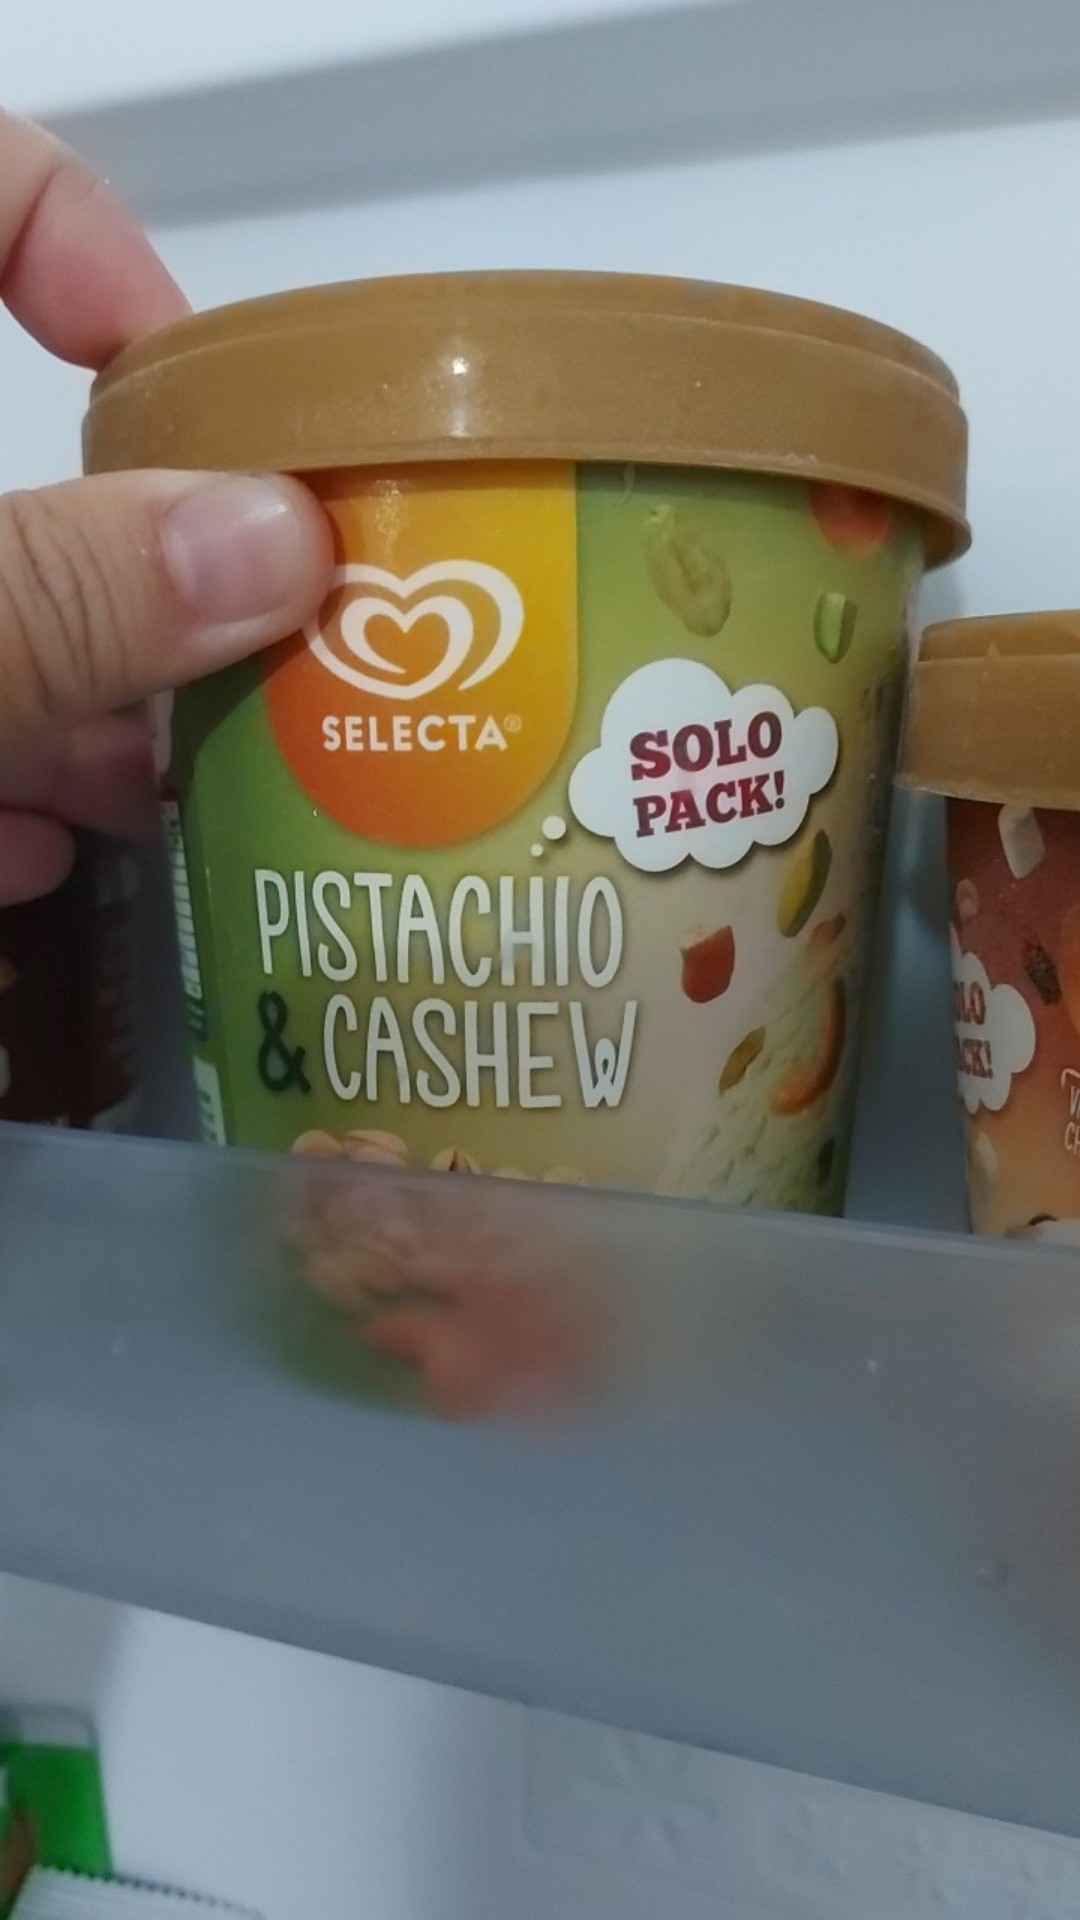 SELECTA®
SOLO
PACK!
PISTACHIO
& CASHEW